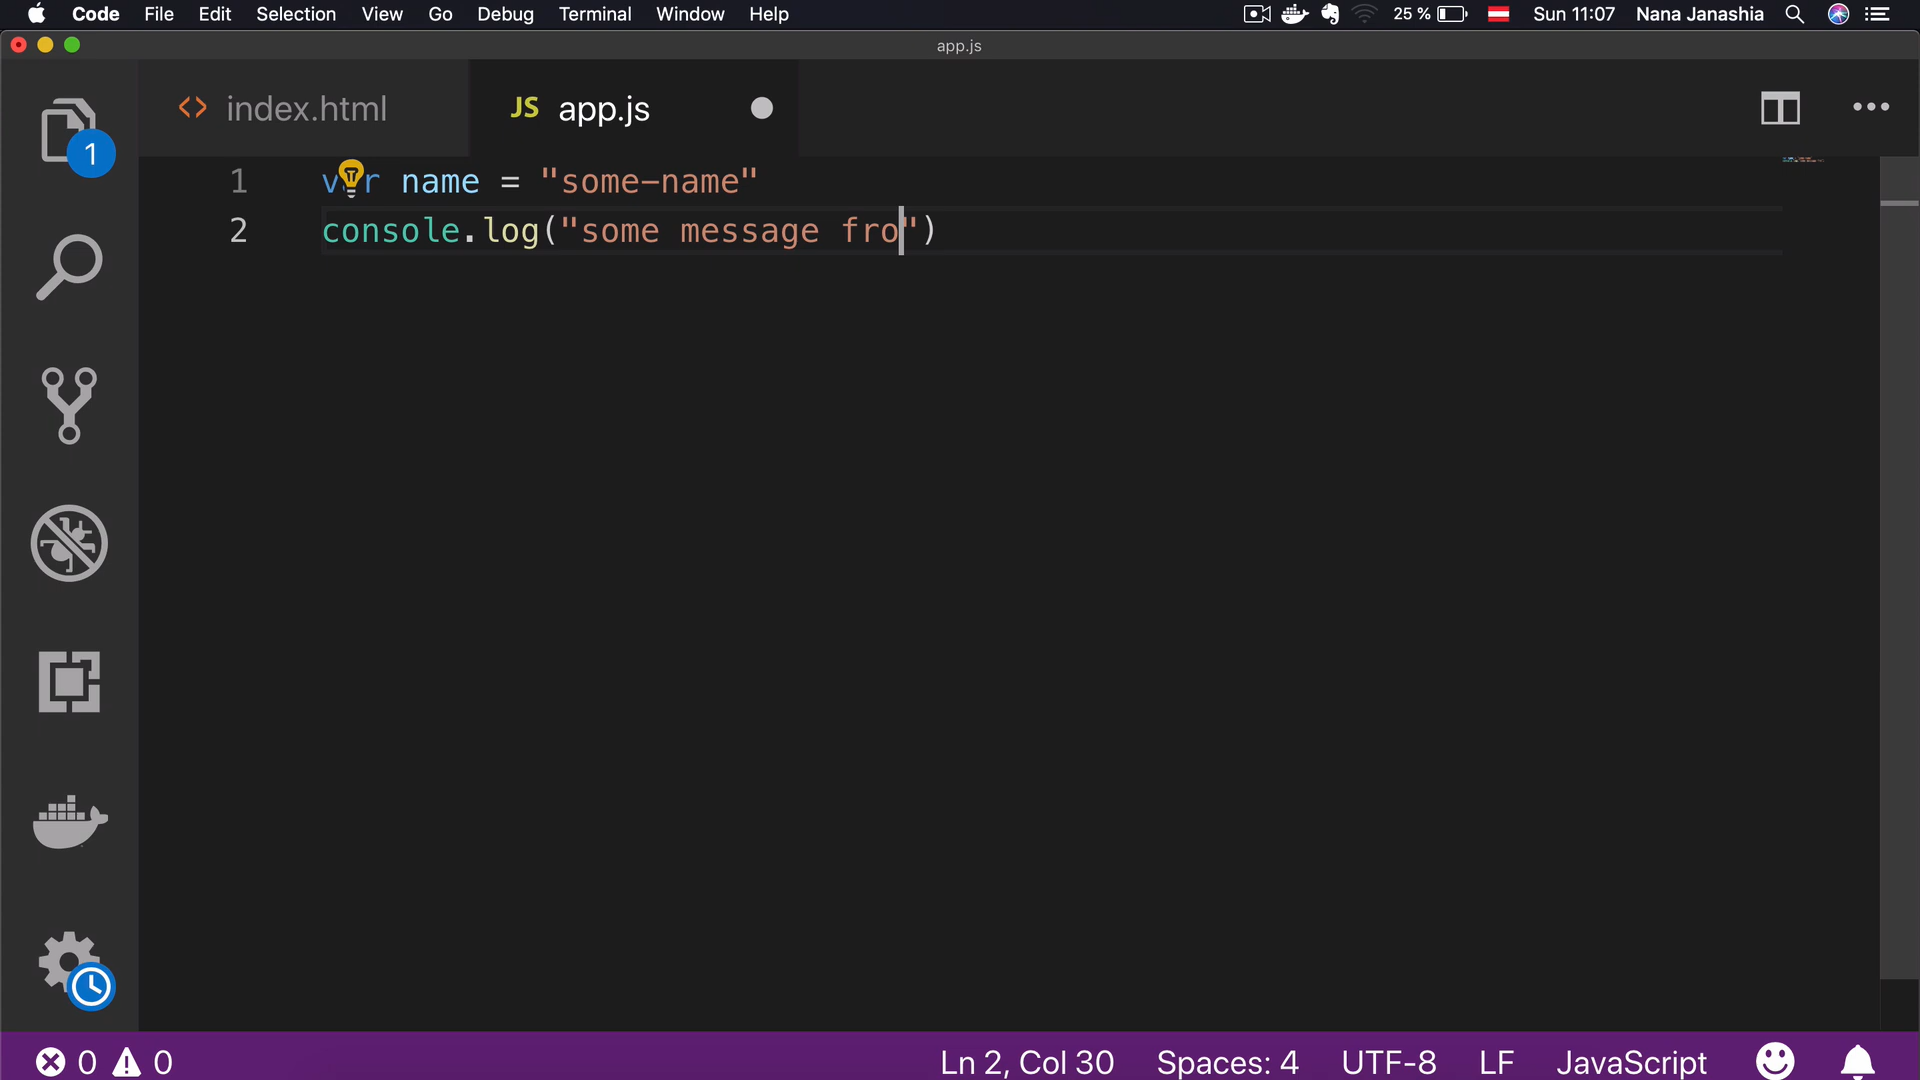 Code File Edit Selection View Go Debug Terminal Window Help 25 % Sun 11:07 Nana Janashia
app.js
<> index.html JS app.js
1
1 var name = "some-name"
2 console.log("some message fro")
0 0 Ln 2, Col 30 Spaces: 4 UTF-8 LF JavaScript